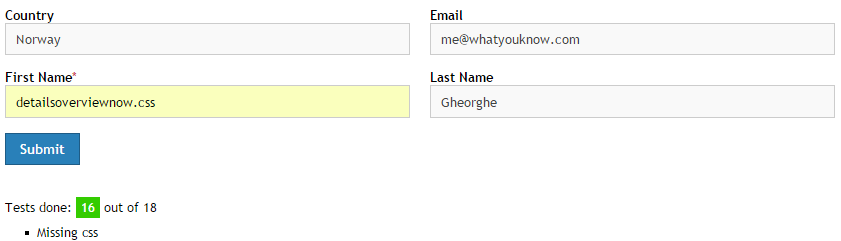 Country
Email
Norway
me@whatyouknow.com
First Name*
Last Name
detailsoverviewnow.css
Gheorghe
Submit
Tests done: 16 out of 18
Missing css